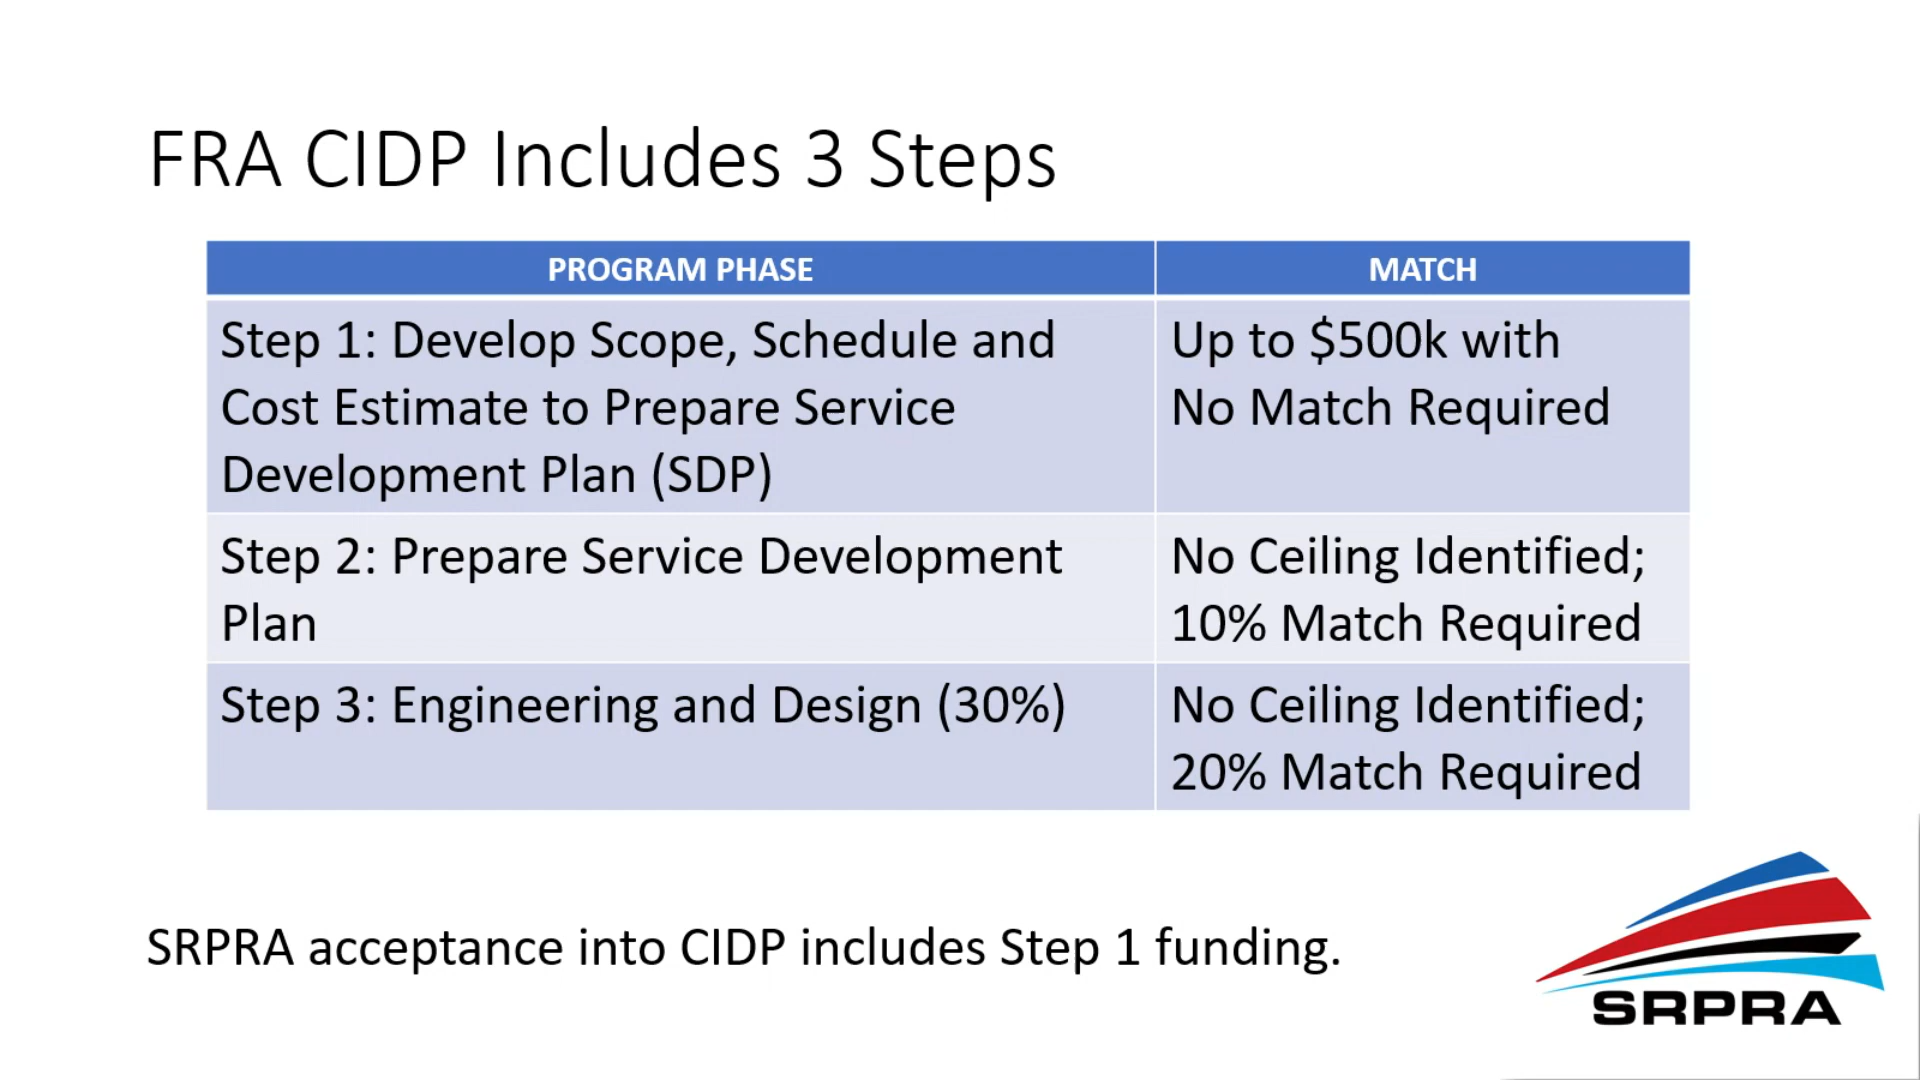 FRA CIDP Includes 3 Steps
PROGRAM PHASE
MATCH
Step 1: Develop Scope, Schedule and
Cost Estimate to Prepare Service
Development Plan (SDP)
Up to $500k with
No Match Required
Step 2: Prepare Service Development
Plan
No Ceiling Identified;
10% Match Required
Step 3: Engineering and Design (30%)
No Ceiling Identified;
20% Match Required
SRPRA acceptance into CIDP includes Step 1 funding.
SRPRA